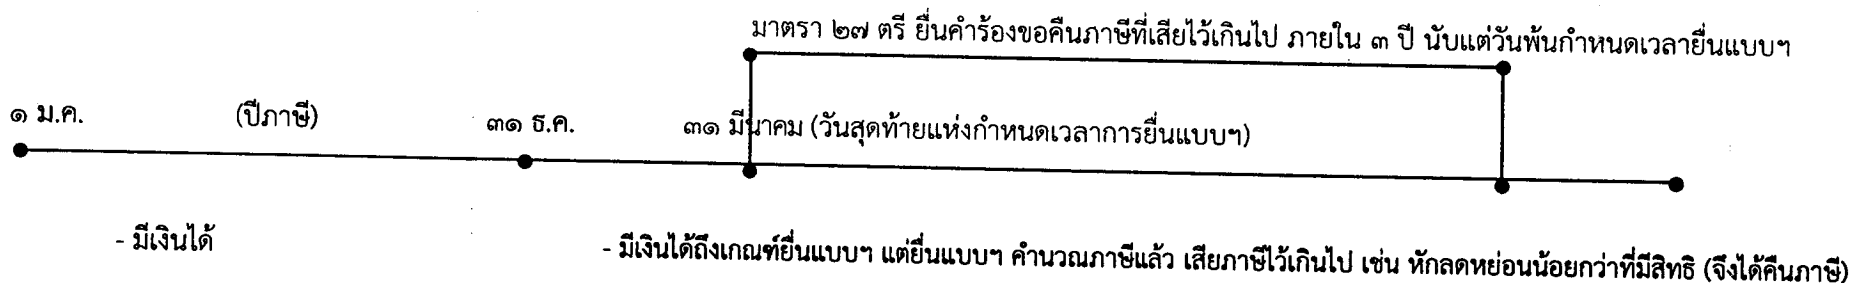 มาตรา ๒๗ ตรี ยื่นคำร้องขอคืนภาษีที่เสียไว้เกินไป ภายใน ๓ ปี นับแต่วันพ้นกำหนดเวลายื่นแบบฯ
๑ ม.ค. (ปีภาษี) ๓๑ ธ.ค. ๓๑ มีนาคม (วันสุดท้ายแห่งกำหนดเวลาการยื่นแบบฯ)
- มีเงินได้ - มีเงินได้ถึงเกณฑ์ยื่นแบบฯ แต่ยื่นแบบฯ คำนวณภาษีแล้ว เสียภาษีไว้เกินไป เช่น หักลดหย่อนน้อยกว่าที่มีสิทธิ (จึงได้คืนภาษี)